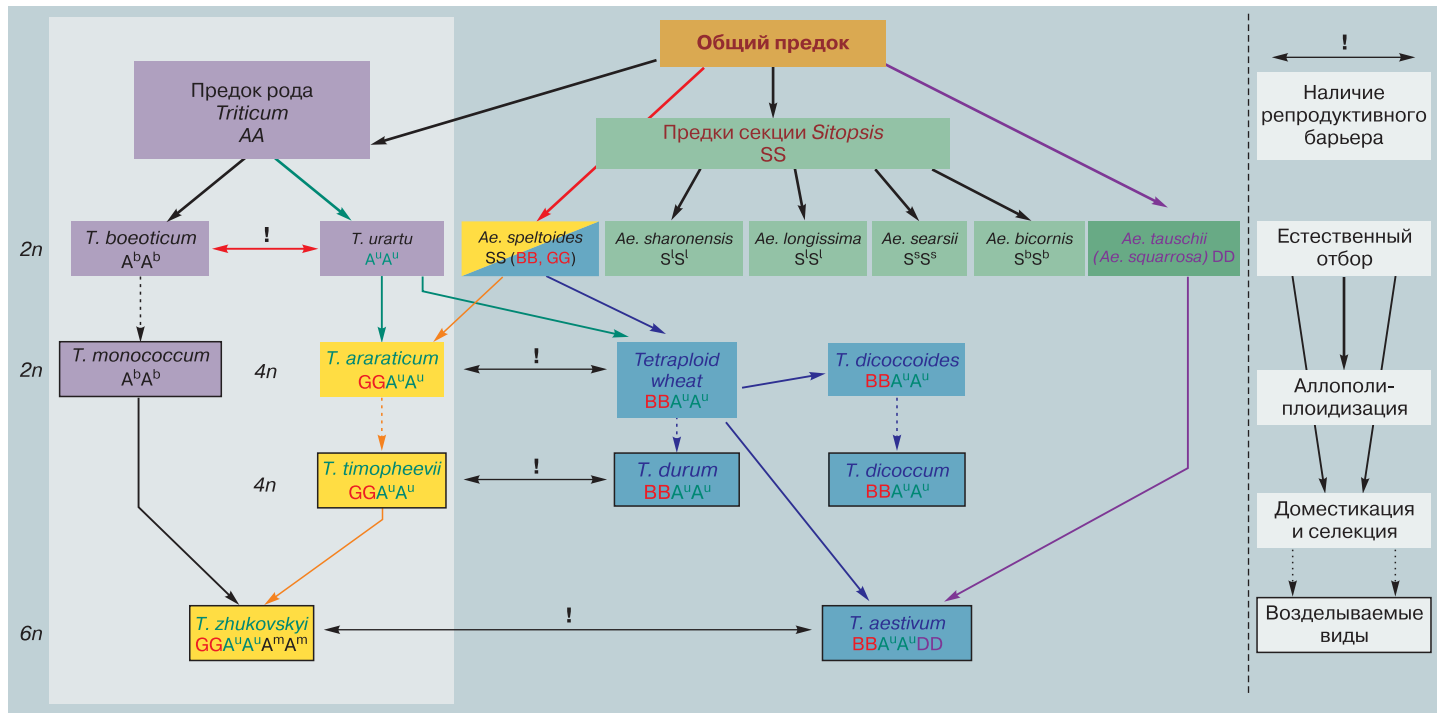 Общий предок
!
Предок рода
Triticum
AA
Наличие
репродуктивного
барьера
Предки секции Sitopsis
SS
2n
T. boeoticum
AᵇAᵇ
!
T. urartu
AᵘAᵘ
Ae. speltoides
SS (BB, GG)
Ae. sharonensis
SˡSˡ
Ae. longissima
SˡSˡ
Ae. searsii
SˢSˢ
Ae. bicornis
SᵇSᵇ
Ae. tauschii
(Ae. squarrosa) DD
Естественный
отбор
2n
T. monococcum
AᵇAᵇ
4n
T. araraticum
GGAᵘAᵘ
!
Tetraploid
wheat
BBAᵘAᵘ
T. dicoccoides
BBAᵘAᵘ
Аллополи-
плоидизация
4n
T. timopheevii
GGAᵘAᵘ
!
T. durum
BBAᵘAᵘ
T. dicoccum
BBAᵘAᵘ
Доместикация
и селекция
6n
T. zhukovskyi
GGAᵘAᵘAᵐAᵐ
!
T. aestivum
BBAᵘAᵘDD
Возделываемые
виды